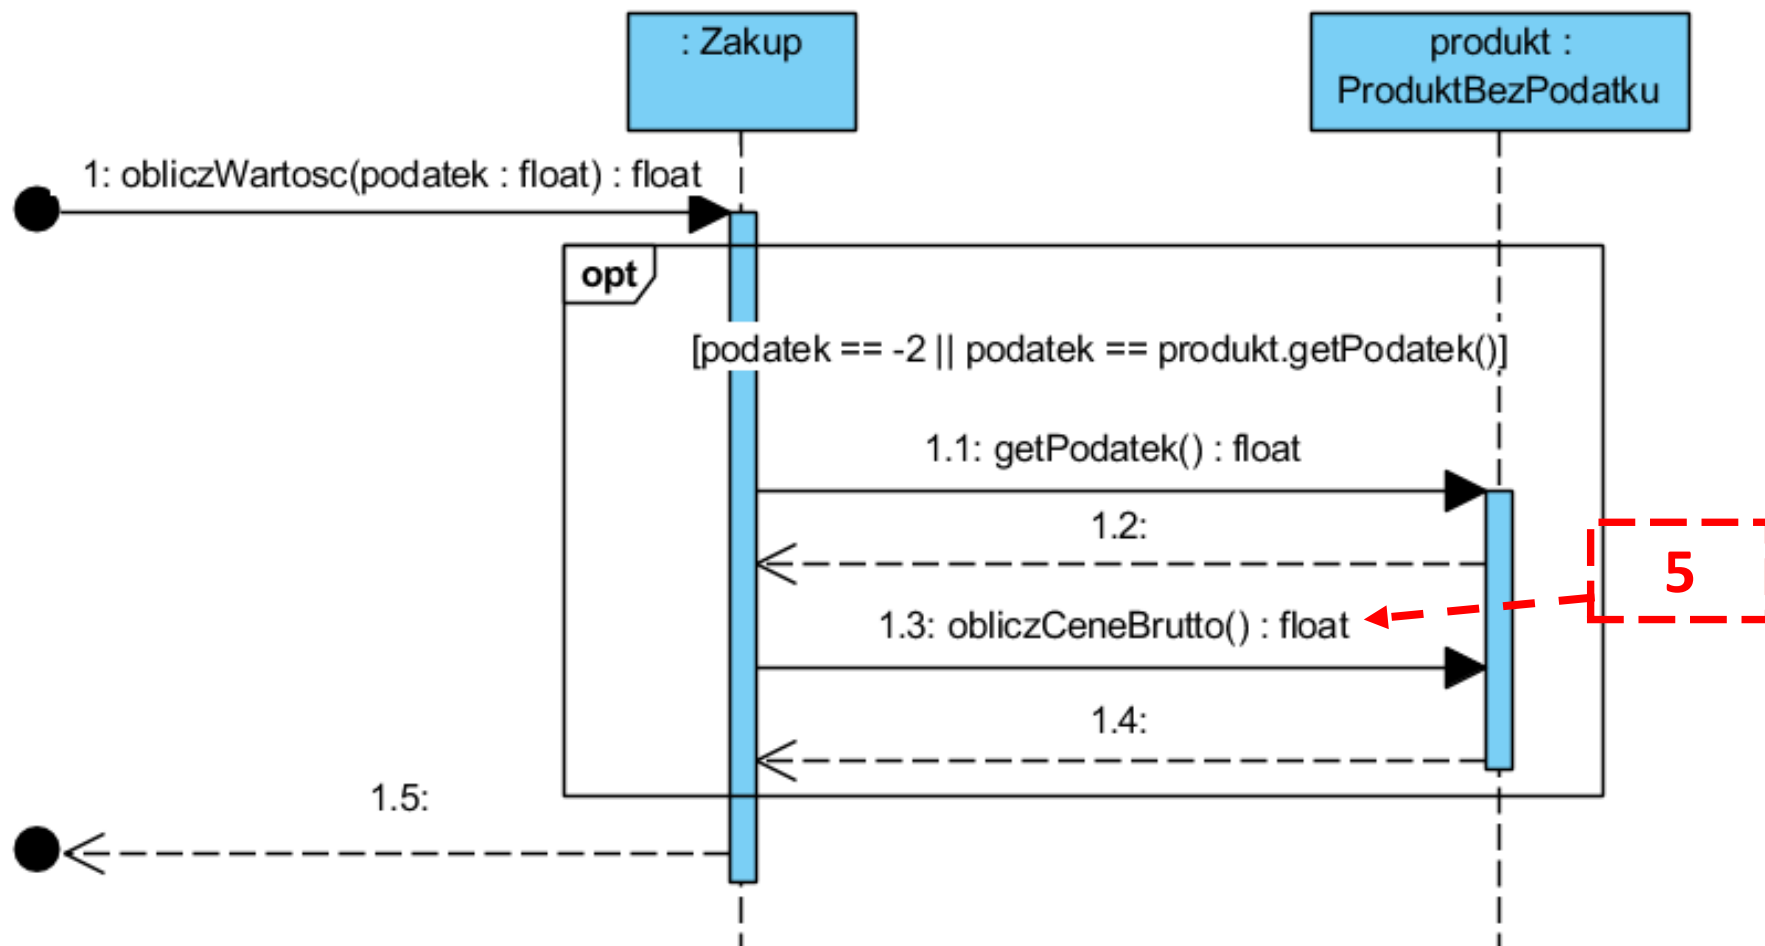 : Zakup
produkt :
ProduktBezPodatku
1: obliczWartosc(podatek : float) : float
opt
[podatek == -2 || podatek == produkt.getPodatek()]
1.1: getPodatek() : float
1.2:
5
1.3: obliczCeneBrutto() : float
1.4:
1.5: